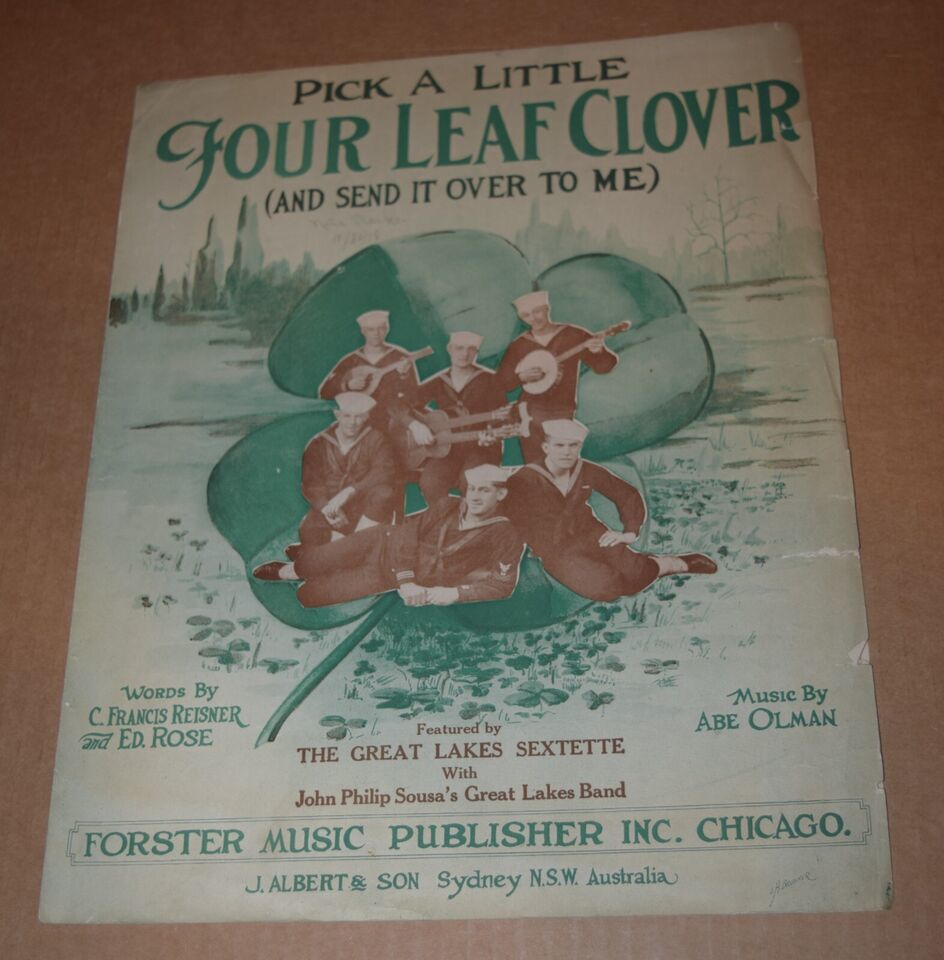 PICK A LITTLE
FOUR LEAF CLOVER
(AND SEND IT OVER TO ME)
WORDS BY
C. FRANCIS REISNER
and ED. ROSE
MUSIC BY
ABE OLMAN
Featured by
THE GREAT LAKES SEXTETTE
With
John Philip Sousa's Great Lakes Band
FORSTER MUSIC PUBLISHER INC. CHICAGO.
J. ALBERT & SON Sydney N.S.W. Australia